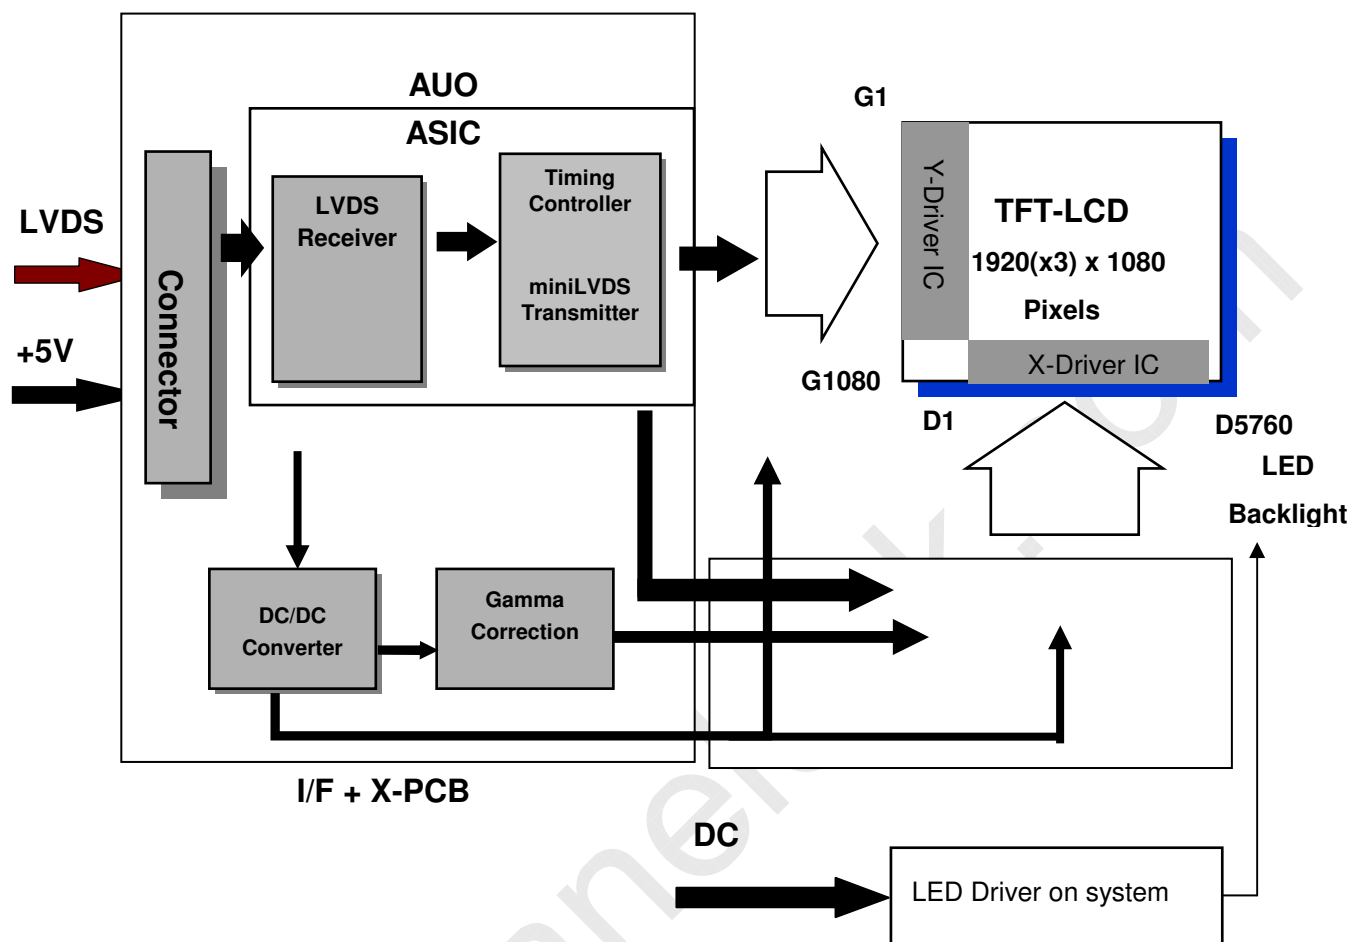 AUO
ASIC
LVDS
+5V
Connector
LVDS
Receiver
Timing
Controller
miniLVDS
Transmitter
G1
G1080
Y-Driver IC
TFT-LCD
1920(x3) x 1080
Pixels
X-Driver IC
D1
D5760
LED
Backlight
DC/DC
Converter
Gamma
Correction
I/F + X-PCB
DC
LED Driver on system